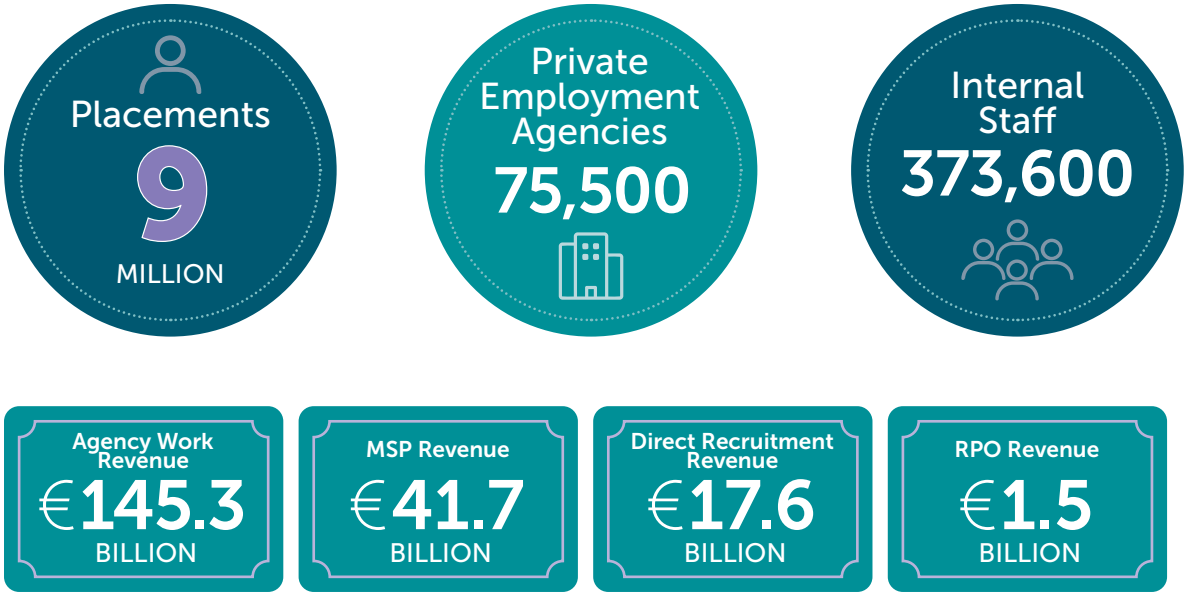 Placements
9
MILLION
Private
Employment
Agencies
75,500
Internal
Staff
373,600
Agency Work
Revenue
€145.3
BILLION
MSP Revenue
€41.7
BILLION
Direct Recruitment
Revenue
€17.6
BILLION
RPO Revenue
€1.5
BILLION